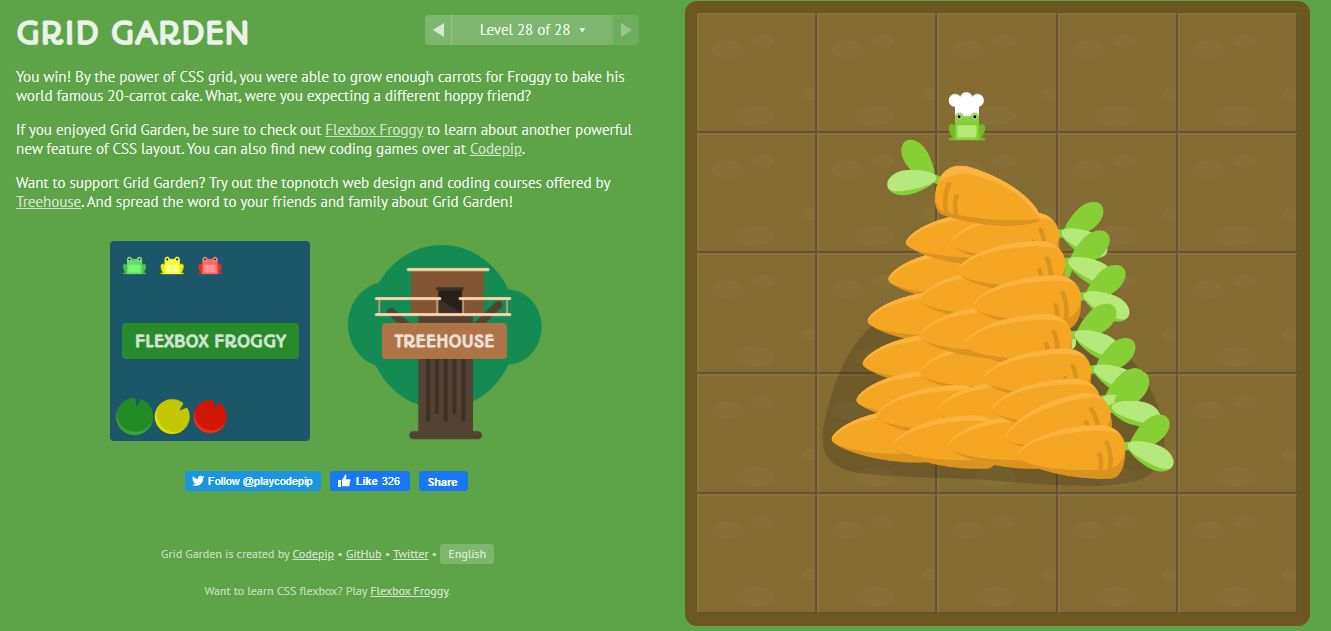 GRID GARDEN
Level 28 of 28
You win! By the power of CSS grid, you were able to grow enough carrots for Froggy to bake his
world famous 20-carrot cake. What, were you expecting a different hoppy friend?
If you enjoyed Grid Garden, be sure to check out Flexbox Froggy to learn about another powerful
new feature of CSS layout. You can also find new coding games over at Codepip.
Want to support Grid Garden? Try out the topnotch web design and coding courses offered by
Treehouse. And spread the word to your friends and family about Grid Garden!
FLEXBOX FROGGY
TREEHOUSE
Follow @playcodepip
Like 326
Share
Grid Garden is created by Codepip • GitHub • Twitter • English
Want to learn CSS flexbox? Play Flexbox Froggy.